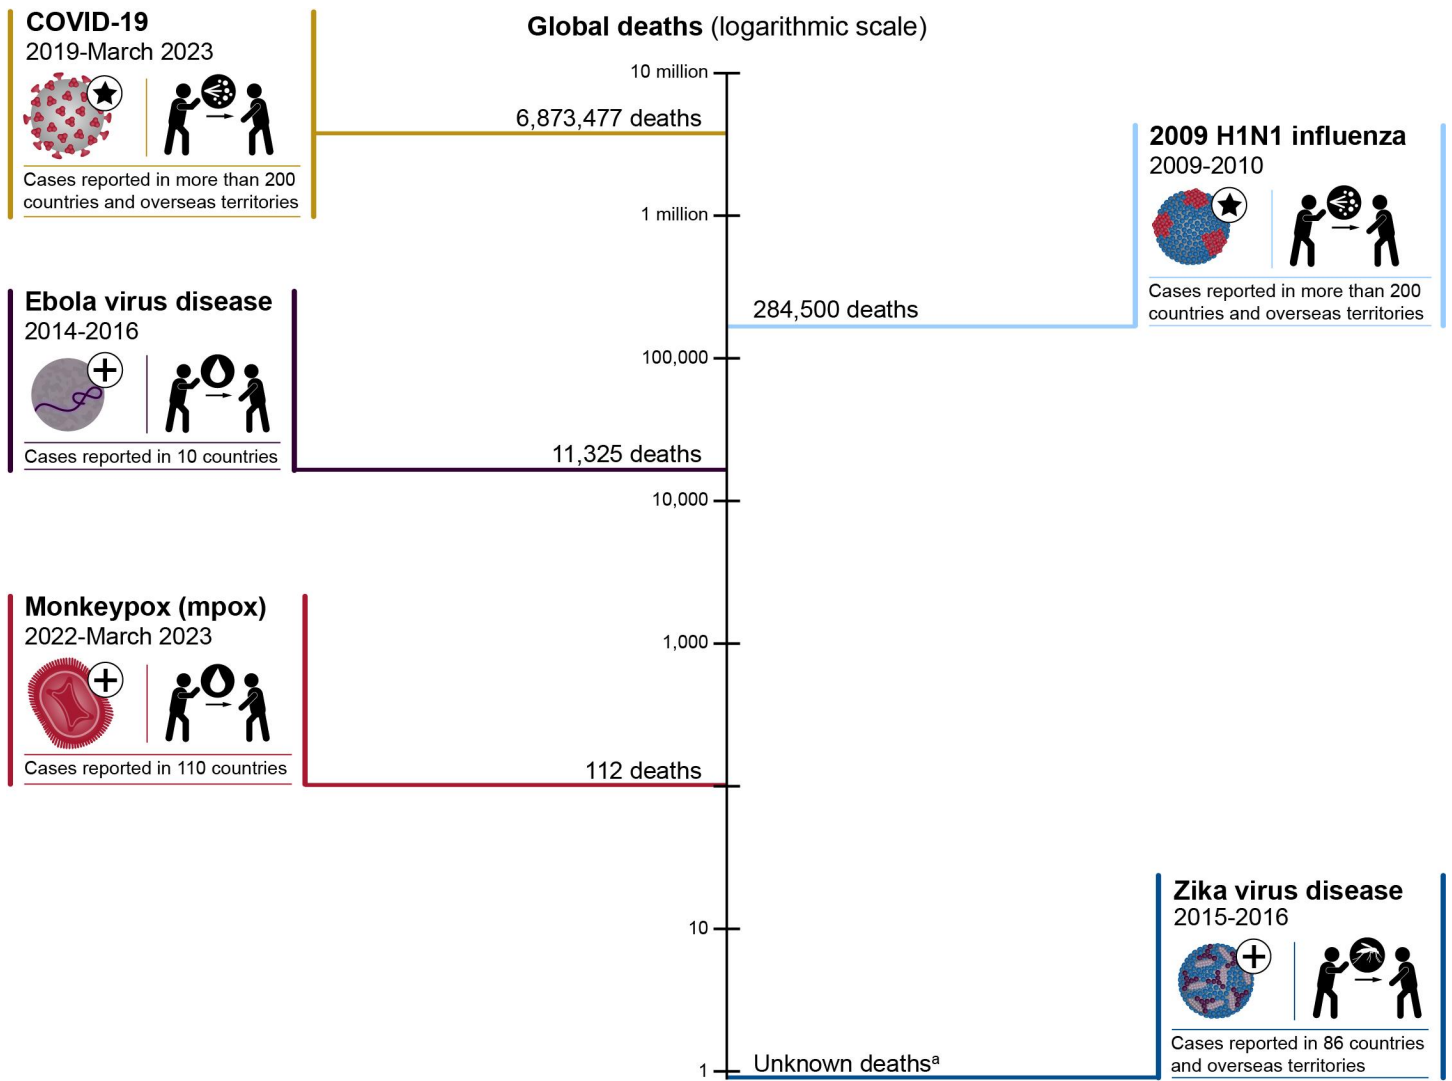 Global deaths (logarithmic scale)
COVID-19
2019-March 2023
Cases reported in more than 200
countries and overseas territories
10 million
6,873,477 deaths
2009 H1N1 influenza
2009-2010
Cases reported in more than 200
countries and overseas territories
1 million
284,500 deaths
Ebola virus disease
2014-2016
Cases reported in 10 countries
100,000
11,325 deaths
10,000
Monkeypox (mpox)
2022-March 2023
Cases reported in 110 countries
1,000
112 deaths
10
Zika virus disease
2015-2016
Cases reported in 86 countries
and overseas territories
1
Unknown deathsᵃ